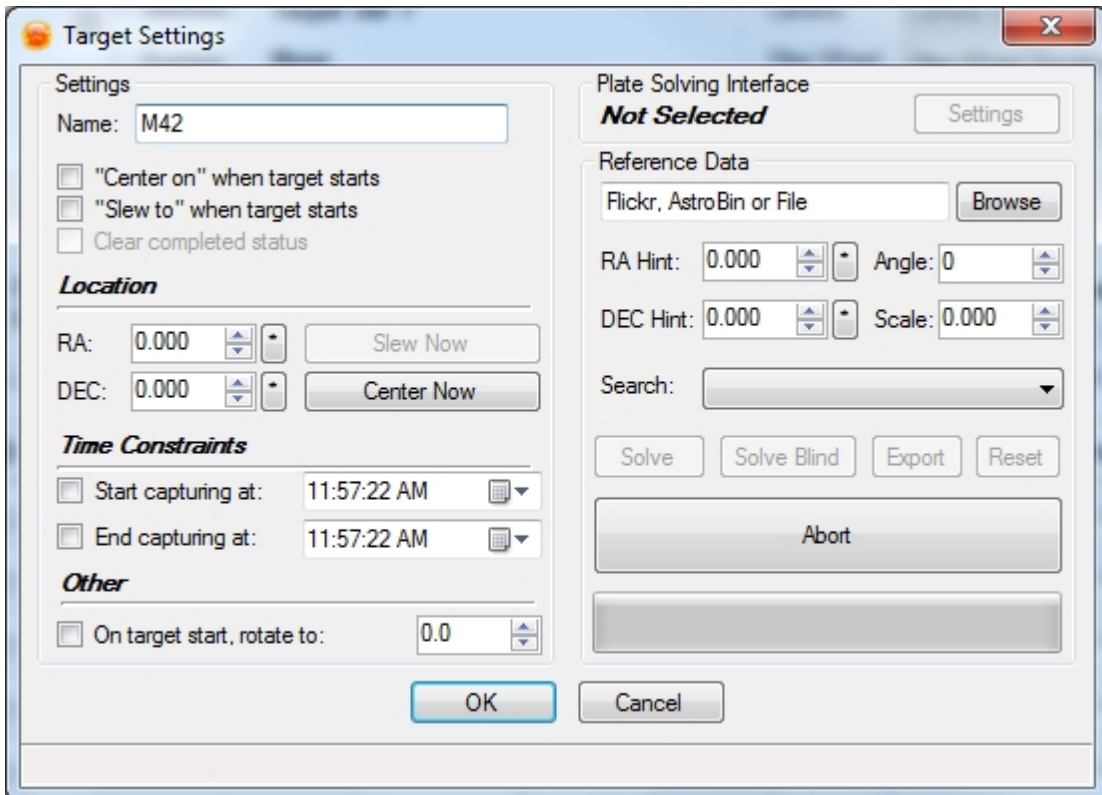 Target Settings
X
Settings
Name: M42
"Center on" when target starts
"Slew to" when target starts
Clear completed status
Location
RA: 0.000 * Slew Now
DEC: 0.000 * Center Now
Time Constraints
Start capturing at: 11:57:22 AM
End capturing at: 11:57:22 AM
Other
On target start, rotate to: 0.0
Plate Solving Interface
Not Selected Settings
Reference Data
Flickr, AstroBin or File Browse
RA Hint: 0.000 * Angle: 0
DEC Hint: 0.000 * Scale: 0.000
Search:
Solve Solve Blind Export Reset
Abort
OK Cancel